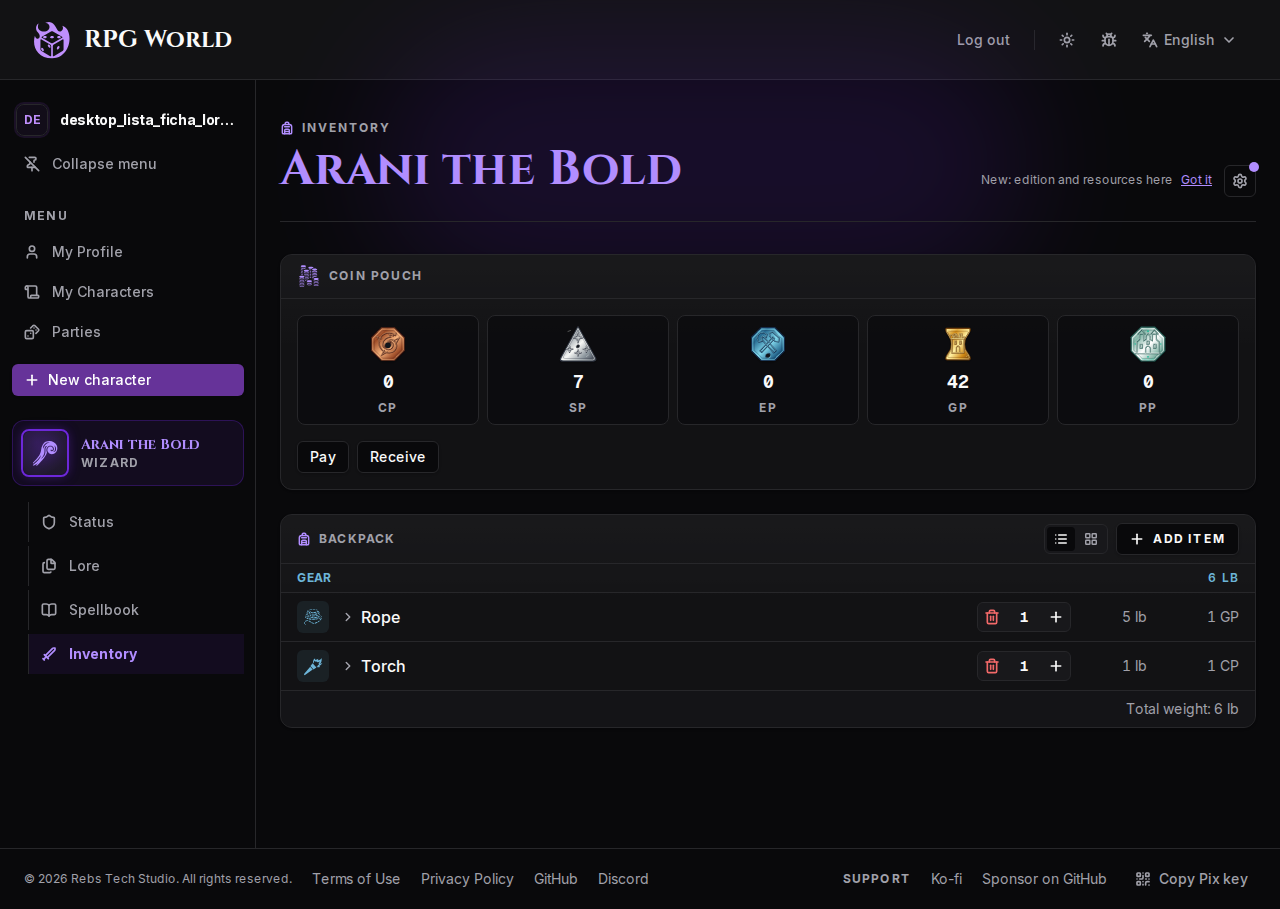 RPG World
Log out
English
DE
desktop_lista_ficha_lor...
Collapse menu
MENU
My Profile
My Characters
Parties
New character
Arani the Bold
WIZARD
Status
Lore
Spellbook
Inventory
INVENTORY
Arani the Bold
New: edition and resources here Got it
COIN POUCH
0 7 0 42 0
CP SP EP GP PP
Pay Receive
BACKPACK
ADD ITEM
GEAR 6 LB
Rope 1 5 lb 1 GP
Torch 1 1 lb 1 CP
Total weight: 6 lb
© 2026 Rebs Tech Studio. All rights reserved. Terms of Use Privacy Policy GitHub Discord SUPPORT Ko-fi Sponsor on GitHub Copy Pix key